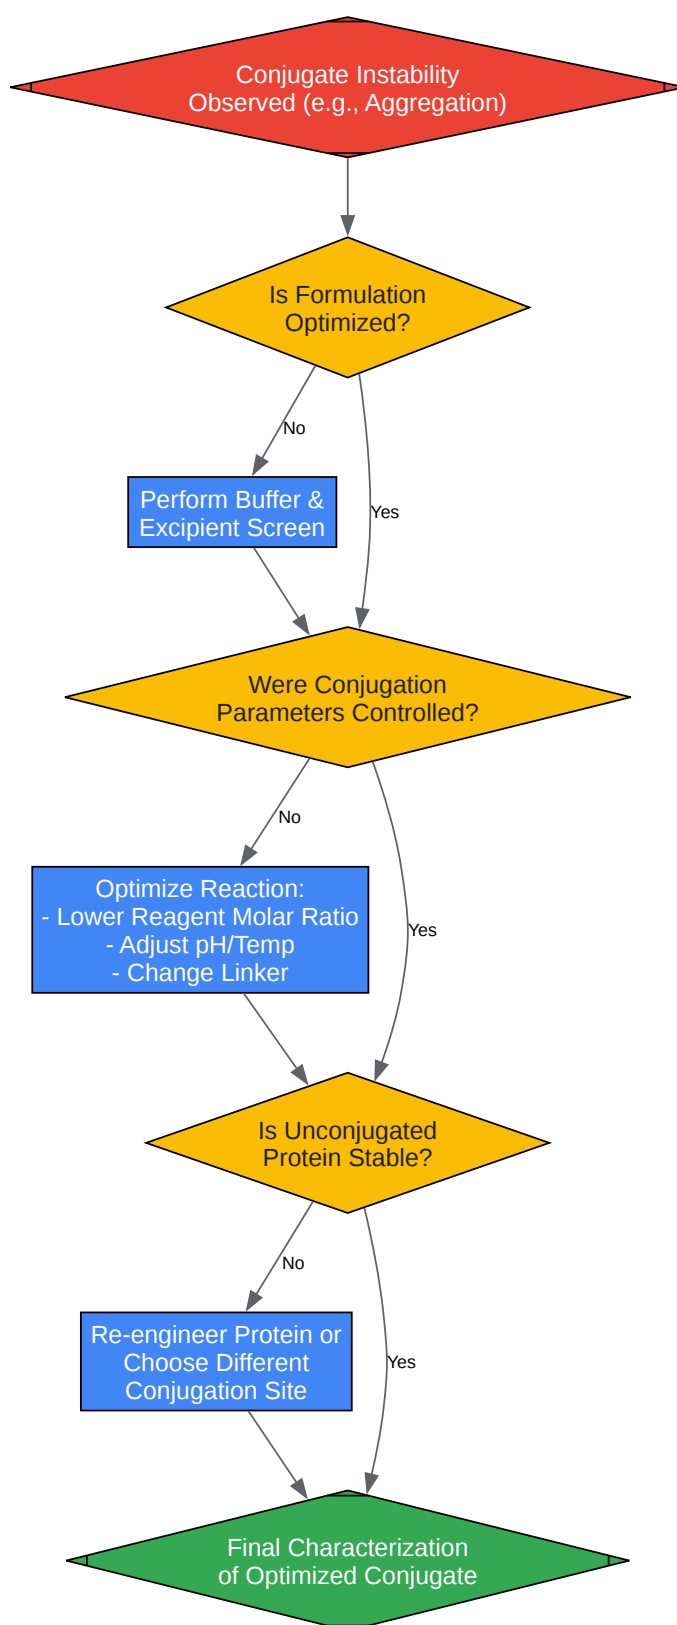 Conjugate Instability
Observed (e.g., Aggregation)
Is Formulation
Optimized?
No
Perform Buffer &
Excipient Screen
Yes
Were Conjugation
Parameters Controlled?
No
Optimize Reaction:
- Lower Reagent Molar Ratio
- Adjust pH/Temp
- Change Linker
Yes
Is Unconjugated
Protein Stable?
No
Re-engineer Protein or
Choose Different
Conjugation Site
Yes
Final Characterization
of Optimized Conjugate